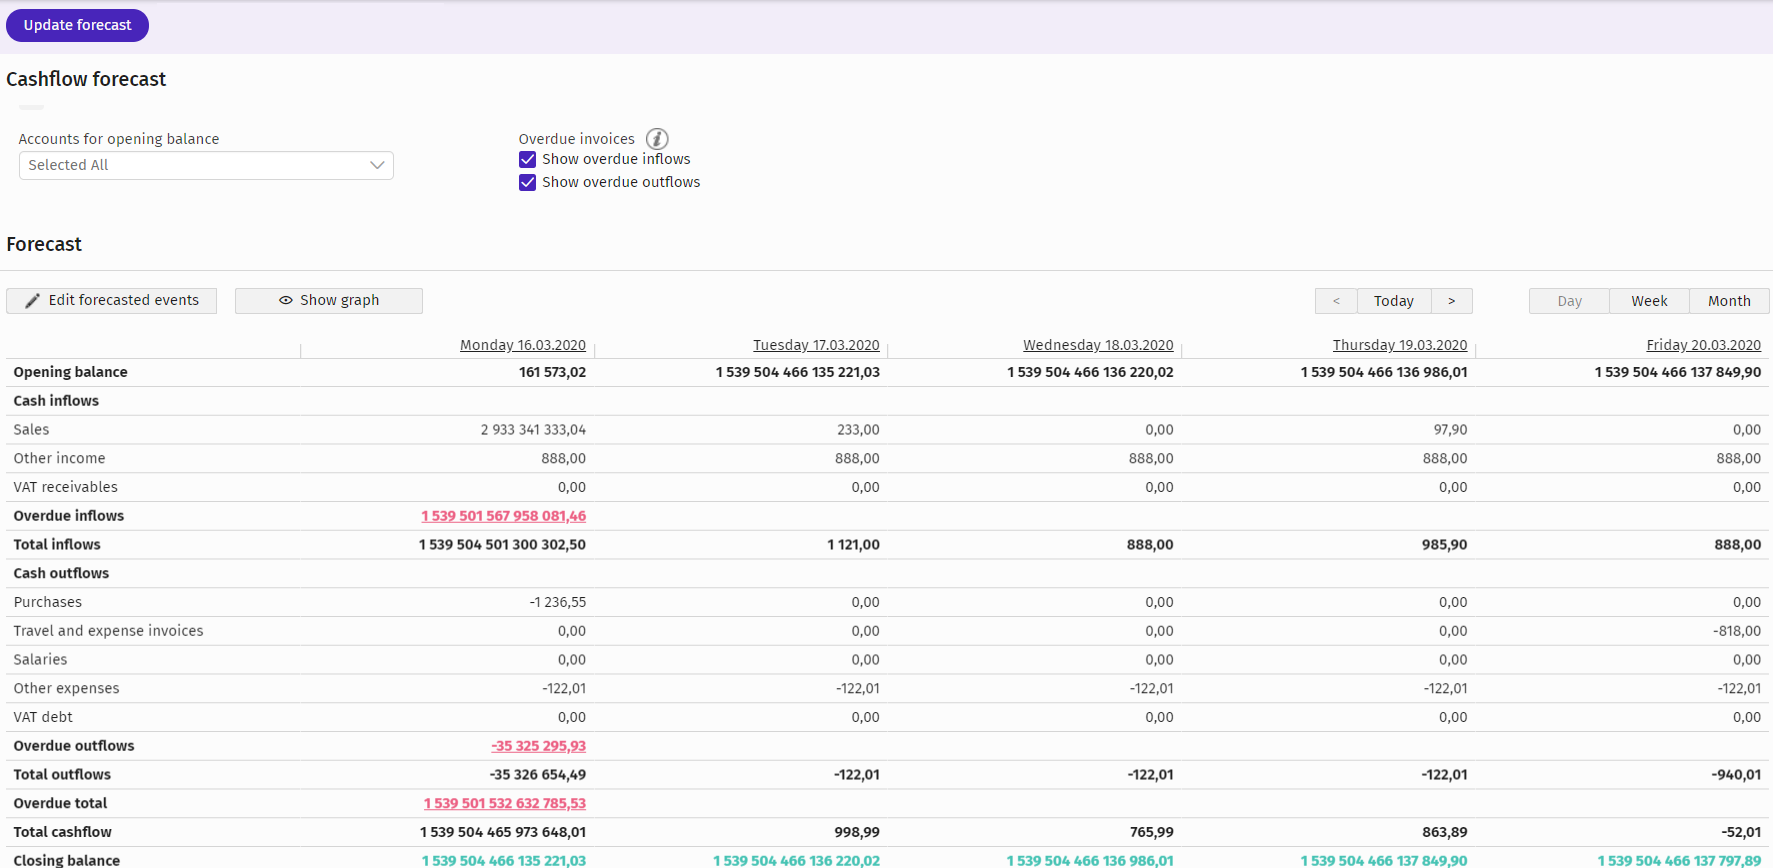 Update forecast
Cashflow forecast
Accounts for opening balance
Selected All
Overdue invoices i
Show overdue inflows
Show overdue outflows
Forecast
Edit forecasted events Show graph < Today > Day Week Month
Monday 16.03.2020 Tuesday 17.03.2020 Wednesday 18.03.2020 Thursday 19.03.2020 Friday 20.03.2020
Opening balance 161 573,02 1 539 504 466 135 221,03 1 539 504 466 136 220,02 1 539 504 466 136 986,01 1 539 504 466 137 849,90
Cash inflows
Sales 2 933 341 333,04 233,00 0,00 97,90 0,00
Other income 888,00 888,00 888,00 888,00 888,00
VAT receivables 0,00 0,00 0,00 0,00 0,00
Overdue inflows 1 539 501 567 958 081,46
Total inflows 1 539 504 501 300 302,50 1 121,00 888,00 985,90 888,00
Cash outflows
Purchases -1 236,55 0,00 0,00 0,00 0,00
Travel and expense invoices 0,00 0,00 0,00 0,00 -818,00
Salaries 0,00 0,00 0,00 0,00 0,00
Other expenses -122,01 -122,01 -122,01 -122,01 -122,01
VAT debt 0,00 0,00 0,00 0,00 0,00
Overdue outflows -35 325 295,93
Total outflows -35 326 654,49 -122,01 -122,01 -122,01 -940,01
Overdue total 1 539 501 532 632 785,53
Total cashflow 1 539 504 465 973 648,01 998,99 765,99 863,89 -52,01
Closing balance 1 539 504 466 135 221,03 1 539 504 466 136 220,02 1 539 504 466 136 986,01 1 539 504 466 137 849,90 1 539 504 466 137 797,89